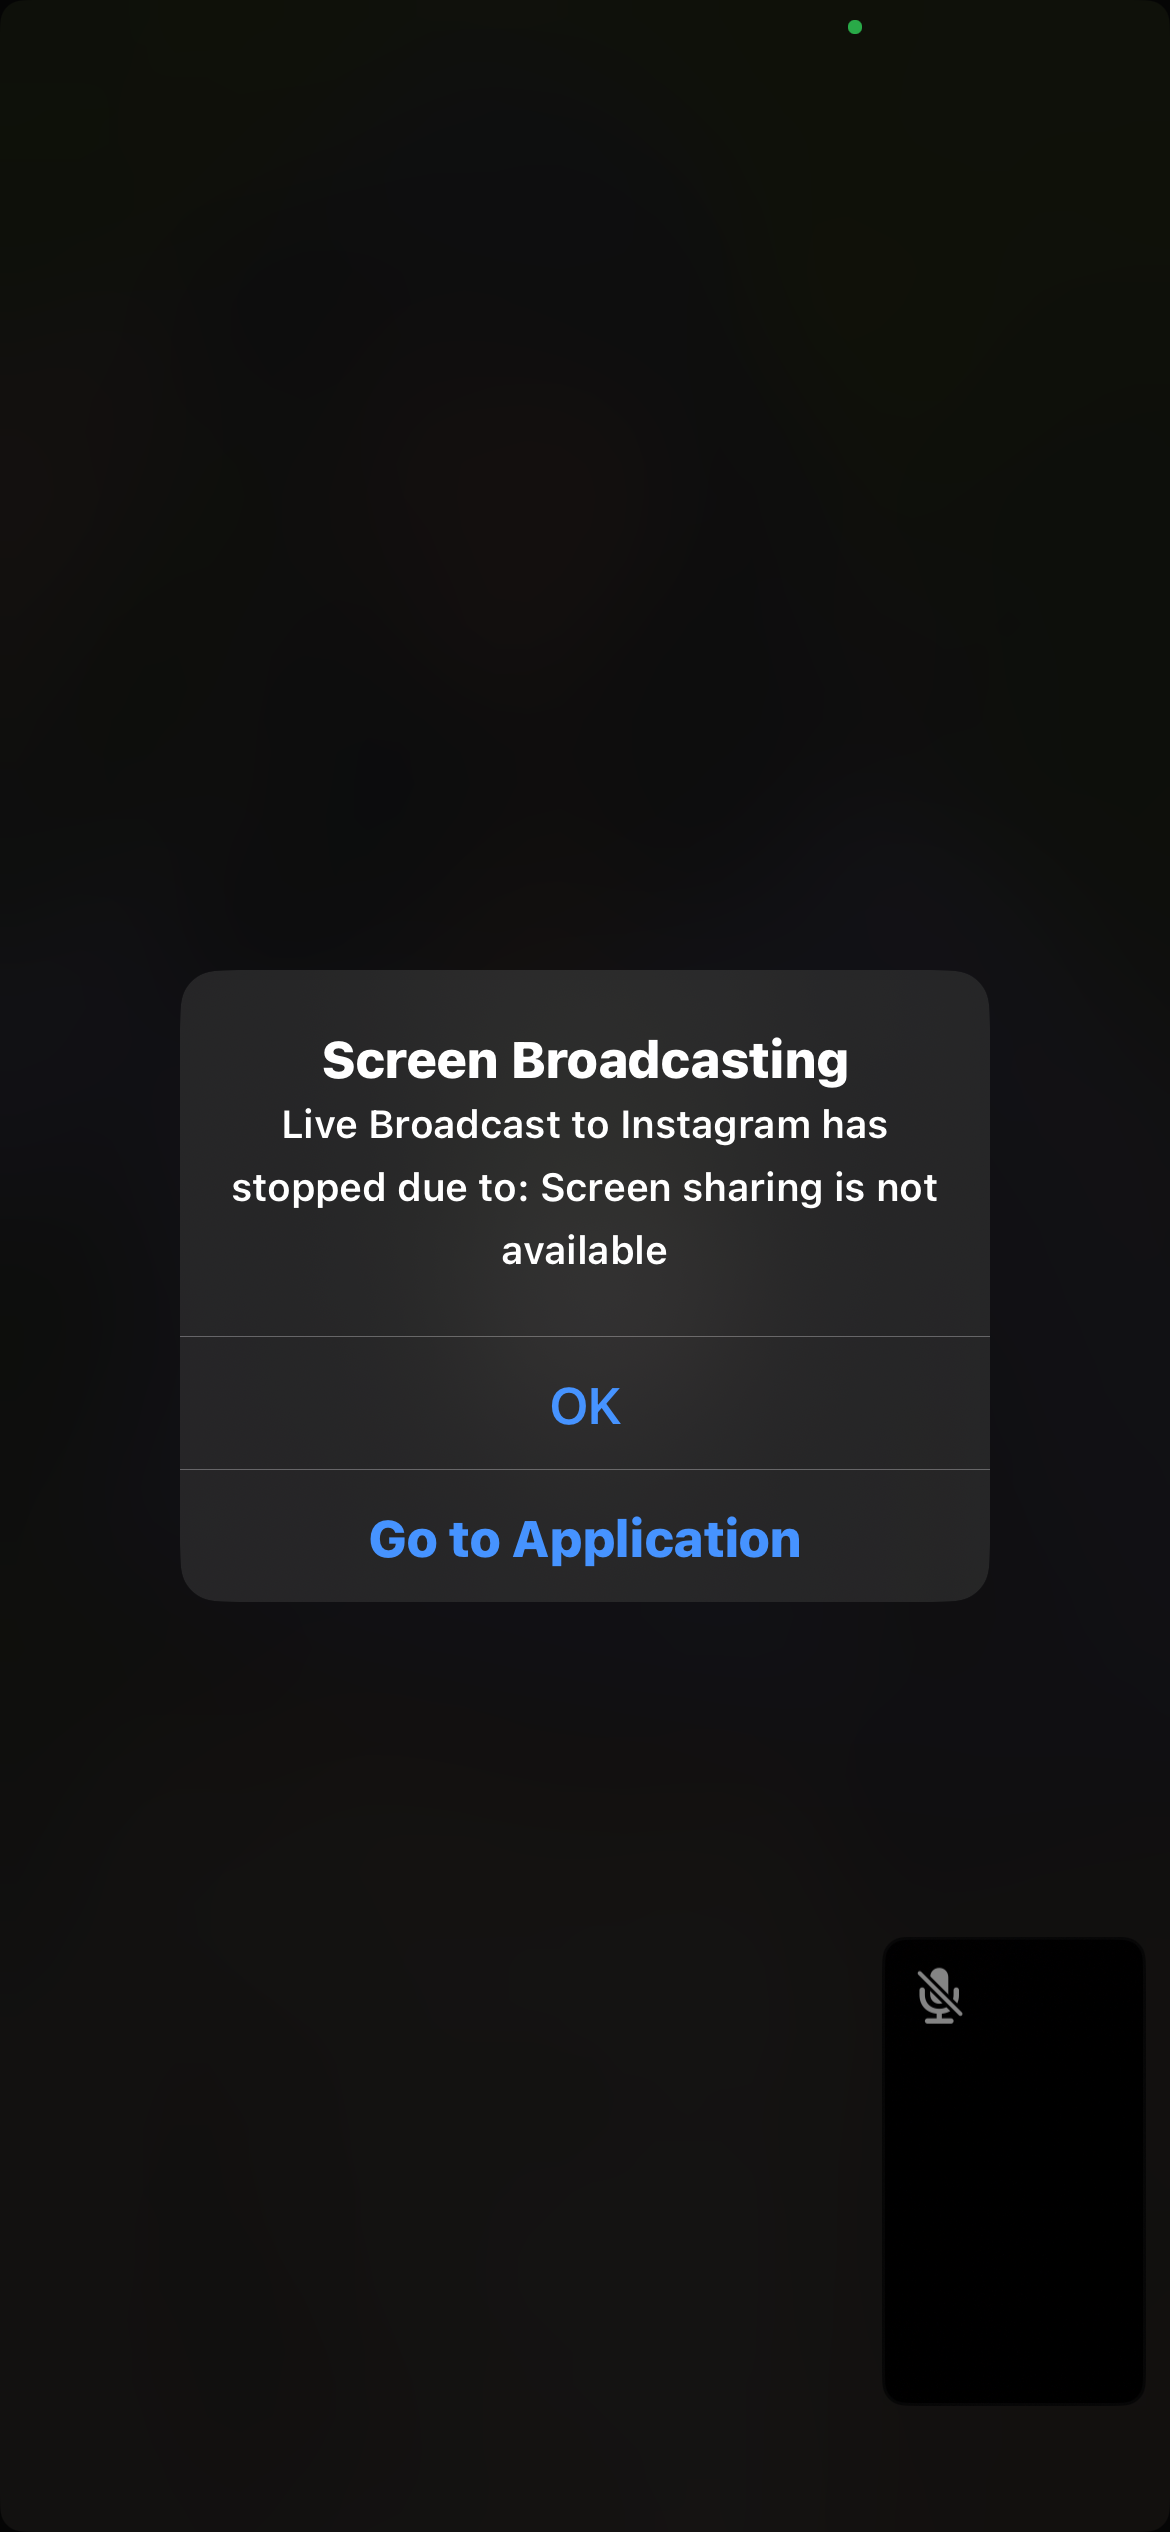 Screen Broadcasting
Live Broadcast to Instagram has
stopped due to: Screen sharing is not
available
OK
Go to Application